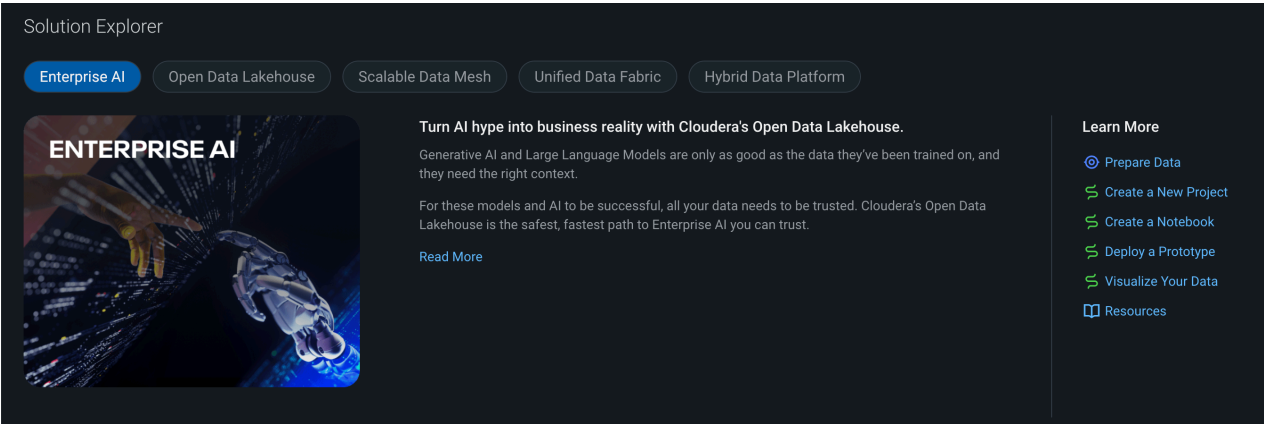 Solution Explorer
Enterprise AI
Open Data Lakehouse
Scalable Data Mesh
Unified Data Fabric
Hybrid Data Platform
ENTERPRISE AI
Turn AI hype into business reality with Cloudera's Open Data Lakehouse.
Generative AI and Large Language Models are only as good as the data they've been trained on, and
they need the right context.
For these models and AI to be successful, all your data needs to be trusted. Cloudera's Open Data
Lakehouse is the safest, fastest path to Enterprise AI you can trust.
Read More
Learn More
Prepare Data
Create a New Project
Create a Notebook
Deploy a Prototype
Visualize Your Data
Resources